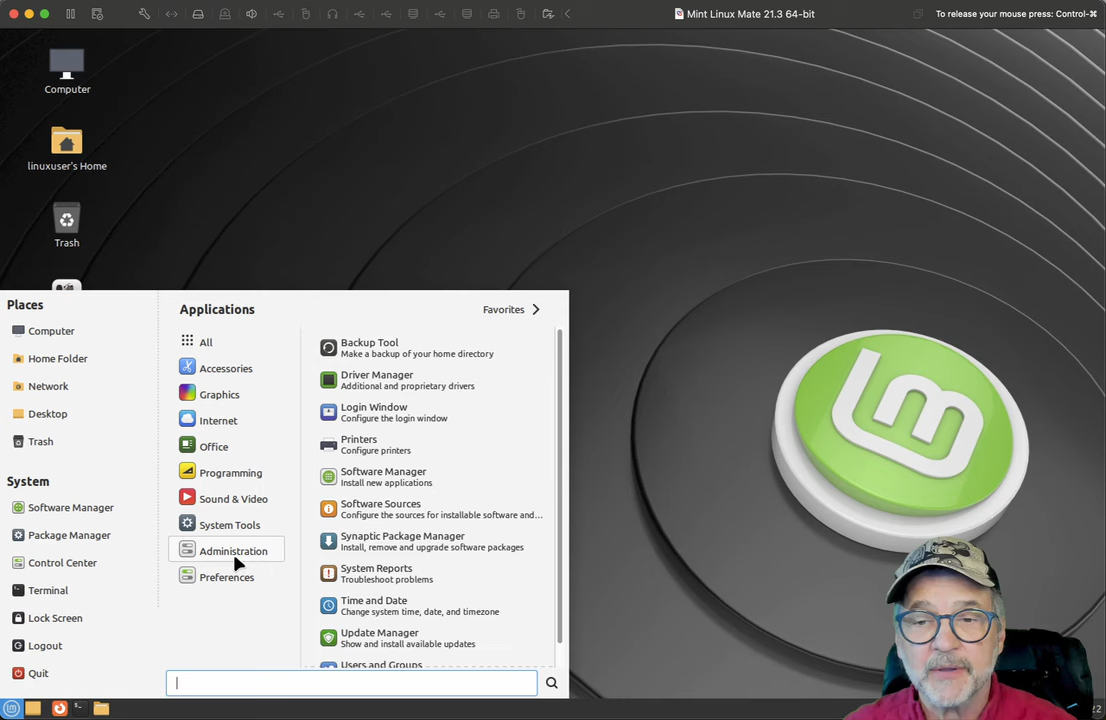 Mint Linux Mate 21.3 64-bit
To release your mouse press: Control-⌘
Computer
linuxuser's Home
Trash
Places
Computer
Home Folder
Network
Desktop
Trash
System
Software Manager
Package Manager
Control Center
Terminal
Lock Screen
Logout
Quit
Applications
Favorites
All
Accessories
Graphics
Internet
Office
Programming
Sound & Video
System Tools
Administration
Preferences
Backup Tool
Make a backup of your home directory
Driver Manager
Additional and proprietary drivers
Login Window
Configure the login window
Printers
Configure printers
Software Manager
Install new applications
Software Sources
Configure the sources for installable software and...
Synaptic Package Manager
Install, remove and upgrade software packages
System Reports
Troubleshoot problems
Time and Date
Change system time, date, and timezone
Update Manager
Show and install available updates
Users and Groups
22